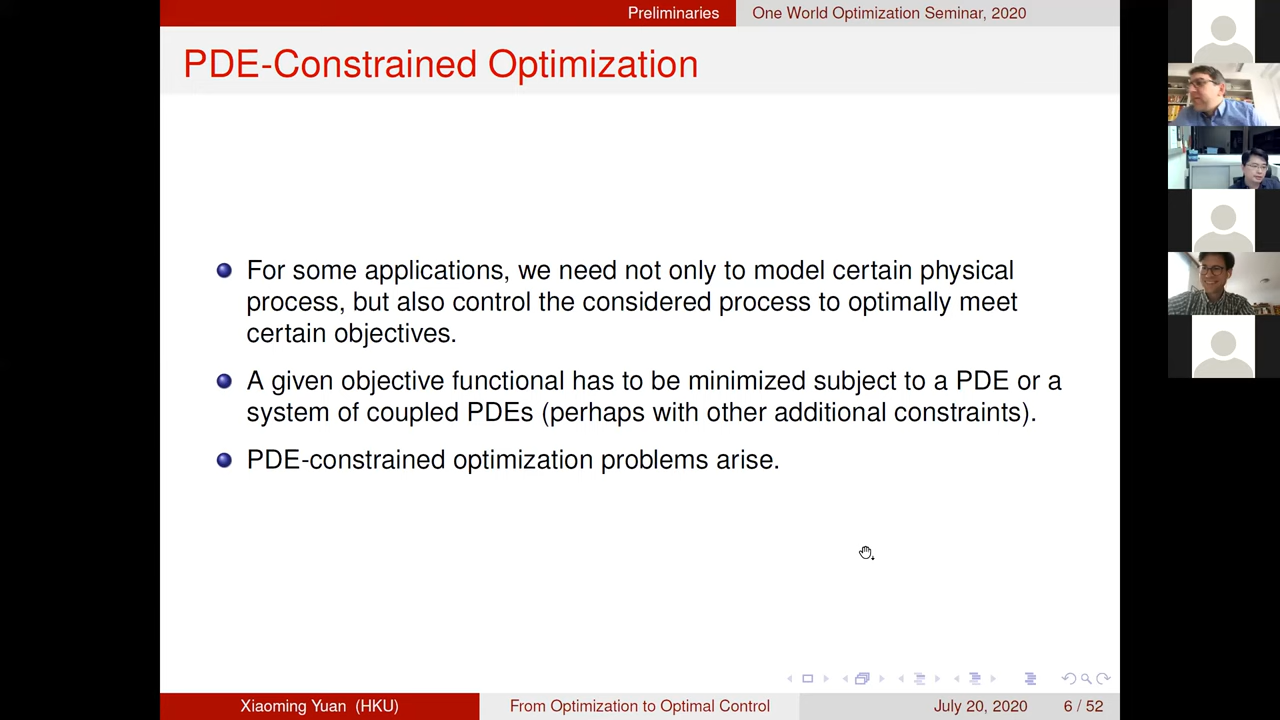 Preliminaries
One World Optimization Seminar, 2020
PDE-Constrained Optimization
For some applications, we need not only to model certain physical
process, but also control the considered process to optimally meet
certain objectives.
A given objective functional has to be minimized subject to a PDE or a
system of coupled PDEs (perhaps with other additional constraints).
PDE-constrained optimization problems arise.
Xiaoming Yuan (HKU)
From Optimization to Optimal Control
July 20, 2020
6 / 52